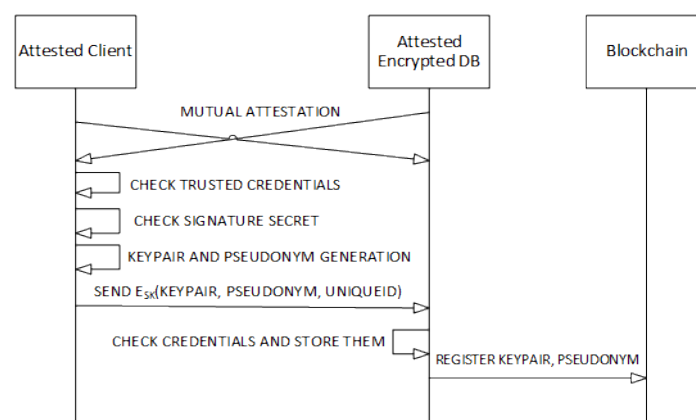 Attested Client
Attested
Encrypted DB
Blockchain
MUTUAL ATTESTATION
CHECK TRUSTED CREDENTIALS
CHECK SIGNATURE SECRET
KEYPAIR AND PSEUDONYM GENERATION
SEND E_SK(KEYPAIR, PSEUDONYM, UNIQUEID)
CHECK CREDENTIALS AND STORE THEM
REGISTER KEYPAIR, PSEUDONYM